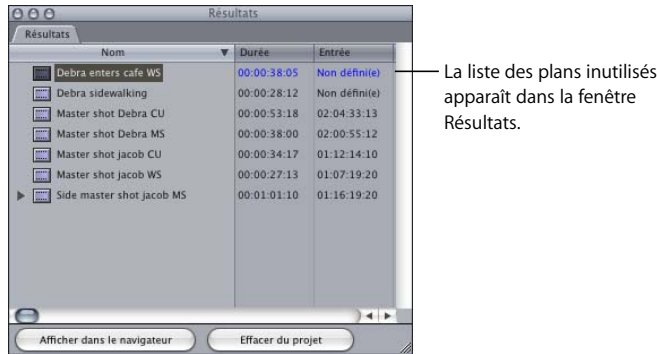 Résultats
Résultats
Nom Durée Entrée
Debra enters cafe WS 00:00:38:05 Non défini(e)
Debra sidewalking 00:00:28:12 Non défini(e)
Master shot Debra CU 00:00:53:18 02:04:33:13
Master shot Debra MS 00:00:38:00 02:00:55:12
Master shot jacob CU 00:00:34:17 01:12:14:10
Master shot jacob WS 00:00:27:13 01:07:19:20
Side master shot jacob MS 00:01:01:10 01:16:19:20
Afficher dans le navigateur Effacer du projet
La liste des plans inutilisés
apparaît dans la fenêtre
Résultats.